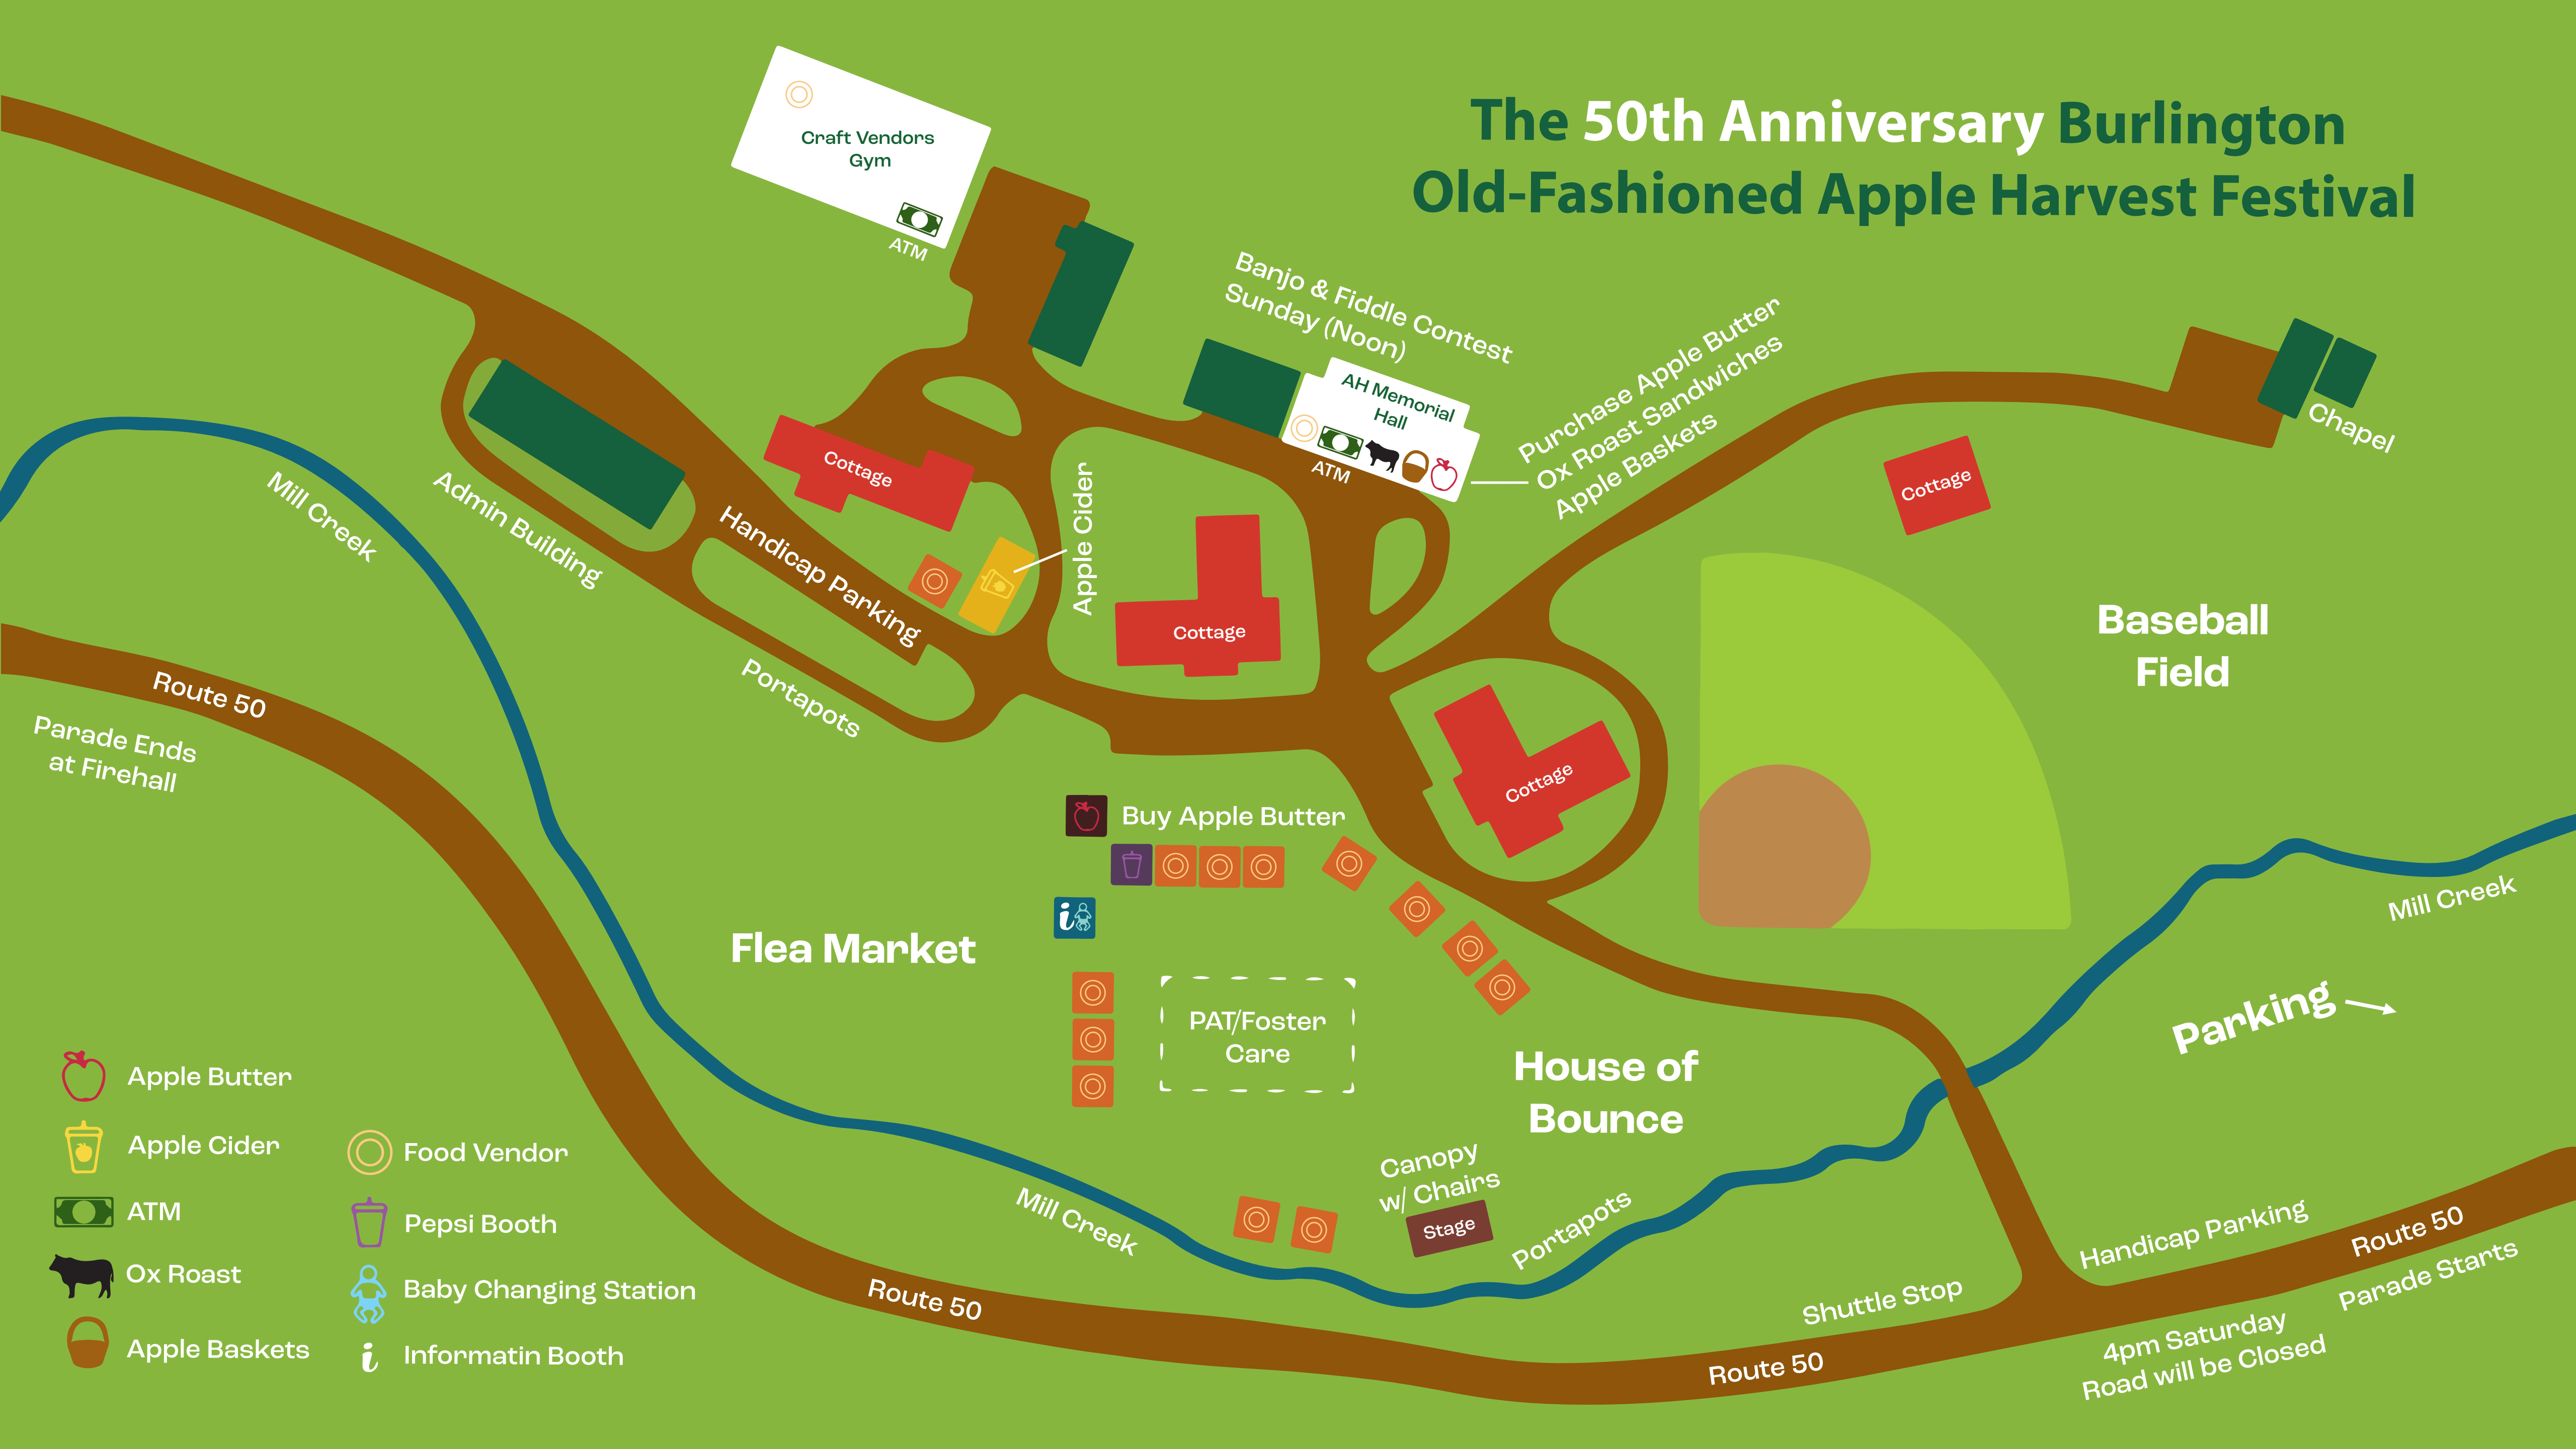 The 50th Anniversary Burlington
Old-Fashioned Apple Harvest Festival
Craft Vendors
Gym
ATM
Banjo & Fiddle Contest
Sunday (Noon)
AH Memorial
Hall
ATM
Purchase Apple Butter
Ox Roast Sandwiches
Apple Baskets
Chapel
Cottage
Cottage
Apple Cider
Mill Creek
Admin Building
Handicap Parking
Portapots
Cottage
Cottage
Baseball
Field
Route 50
Parade Ends
at Firehall
Buy Apple Butter
Flea Market
PAT/Foster
Care
House of
Bounce
Mill Creek
Parking
Canopy
w/ Chairs
Stage
Portapots
Mill Creek
Route 50
Shuttle Stop
Handicap Parking
Route 50
Parade Starts
4pm Saturday
Road will be Closed
Route 50
Apple Butter
Apple Cider
ATM
Ox Roast
Apple Baskets
Food Vendor
Pepsi Booth
Baby Changing Station
i Informatin Booth
i